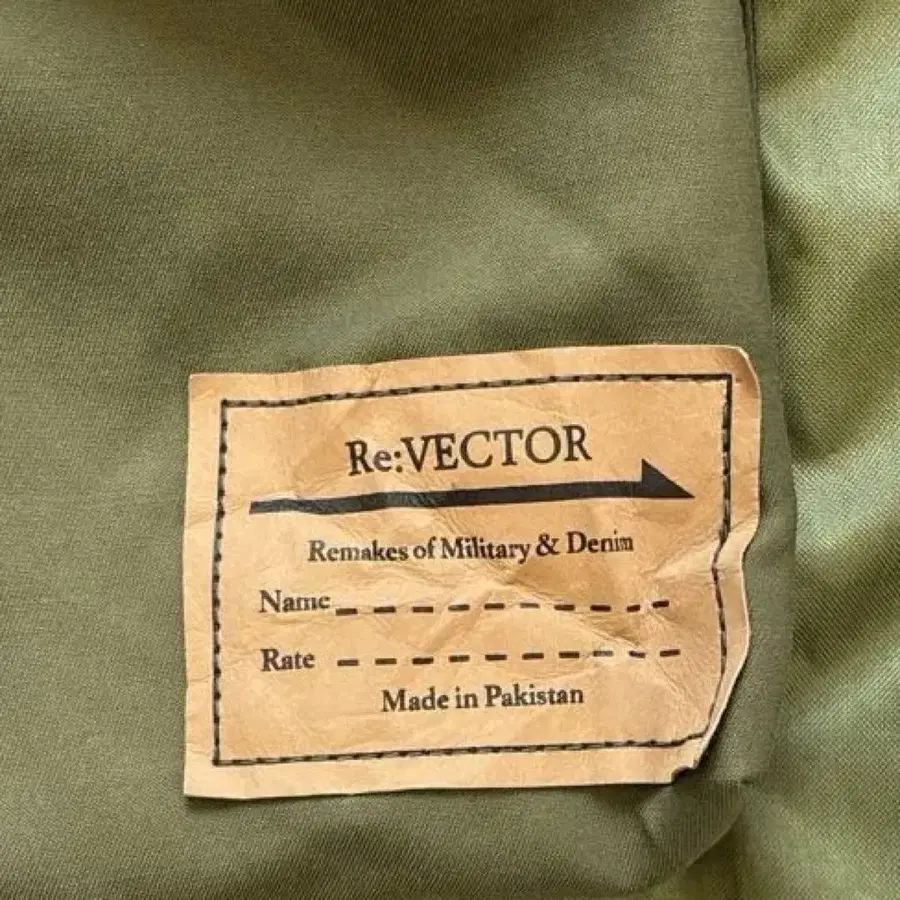 Re:VECTOR
Remakes of Military & Denim
Name
Rate
Made in Pakistan